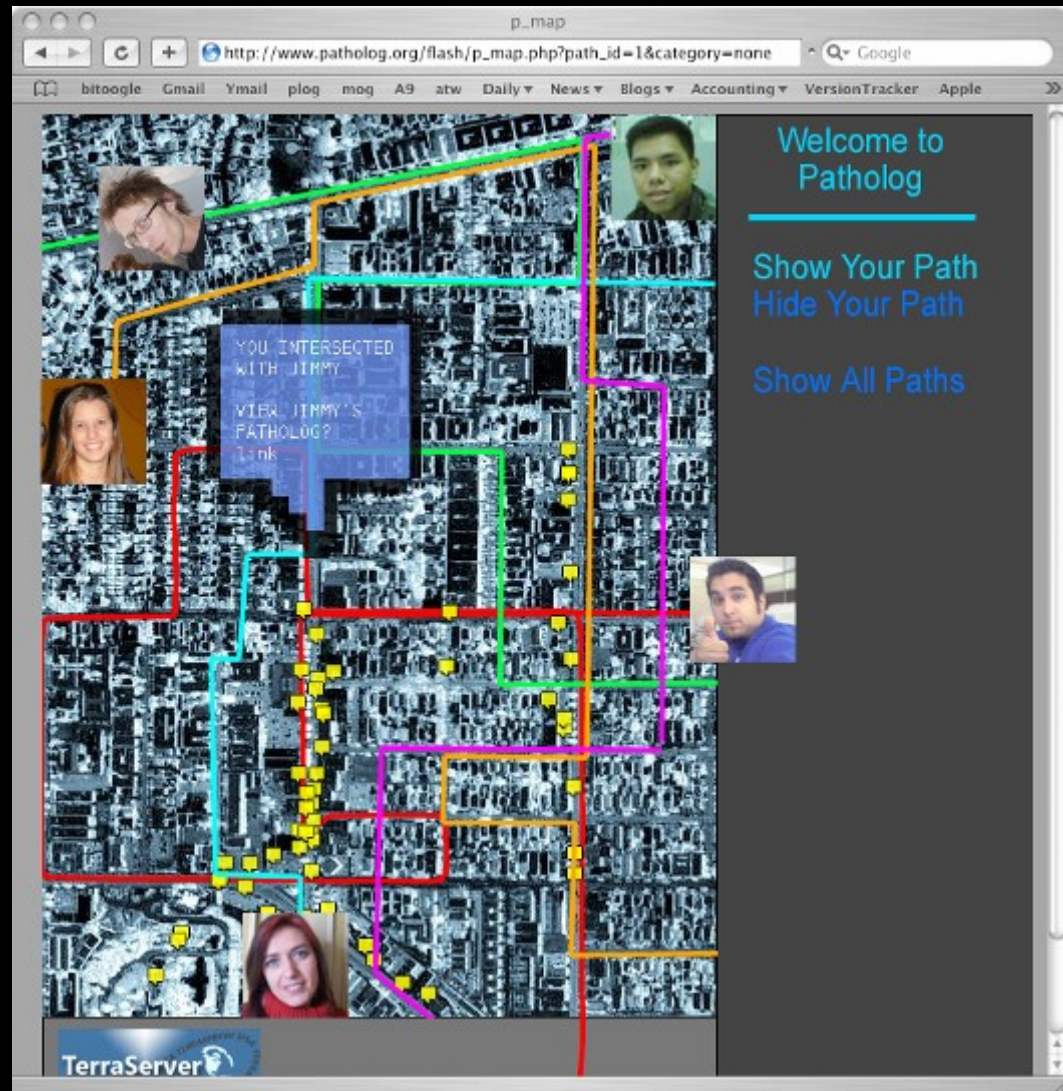 p_map
http://www.patholog.org/flash/p_map.php?path_id=1&category=none
Google
bitoogle Gmail Ymail plog mog A9 atw Daily News Blogs Accounting VersionTracker Apple
Welcome to
Patholog
Show Your Path
Hide Your Path
Show All Paths
YOU INTERSECTED
WITH JIMMY
VIEW JIMMY'S
PATHOLOG?
link
TerraServer